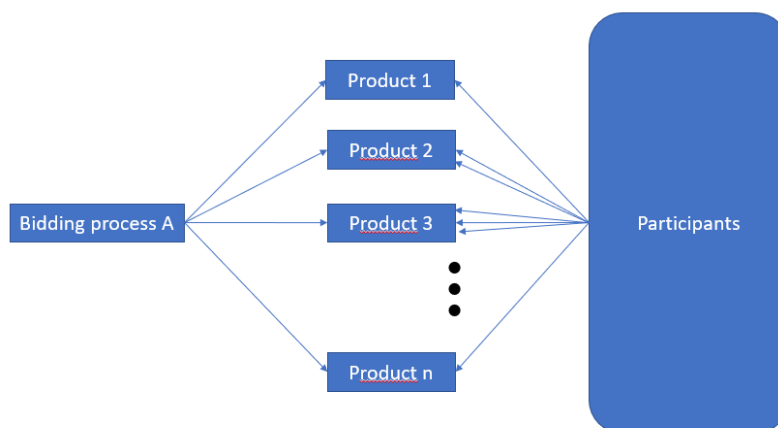 Product 1
Product 2
Bidding process A
Product 3
Participants
Product n